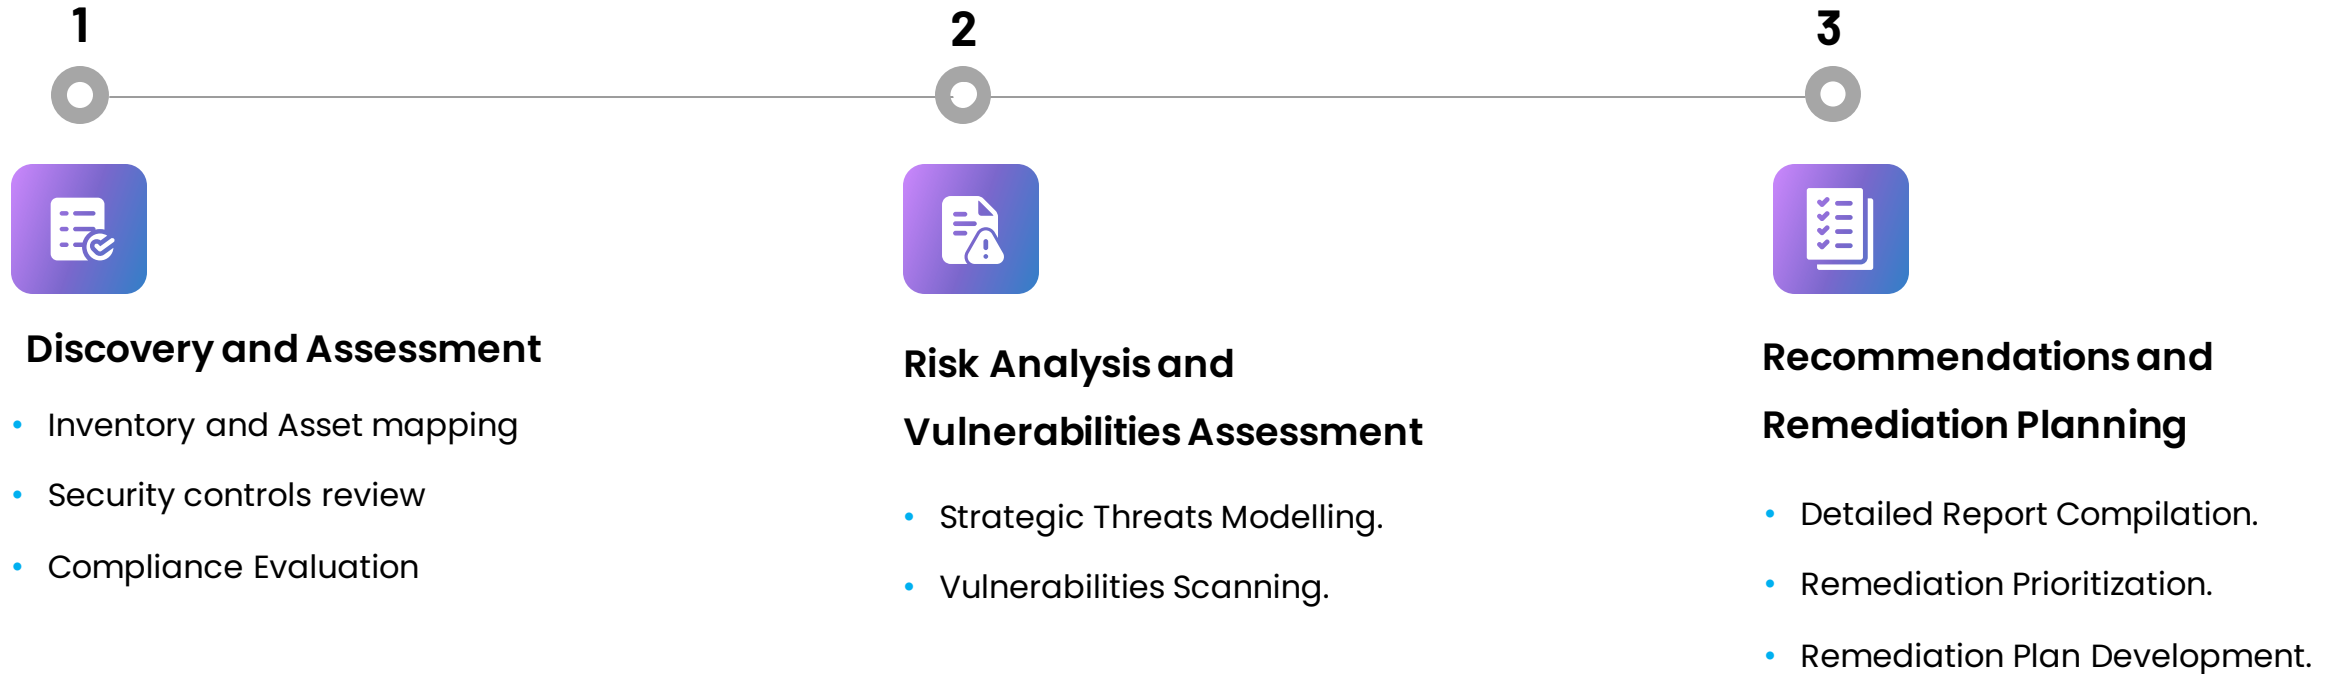 1
2
3
Discovery and Assessment
• Inventory and Asset mapping
• Security controls review
• Compliance Evaluation
Risk Analysis and
Vulnerabilities Assessment
• Strategic Threats Modelling.
• Vulnerabilities Scanning.
Recommendations and
Remediation Planning
• Detailed Report Compilation.
• Remediation Prioritization.
• Remediation Plan Development.